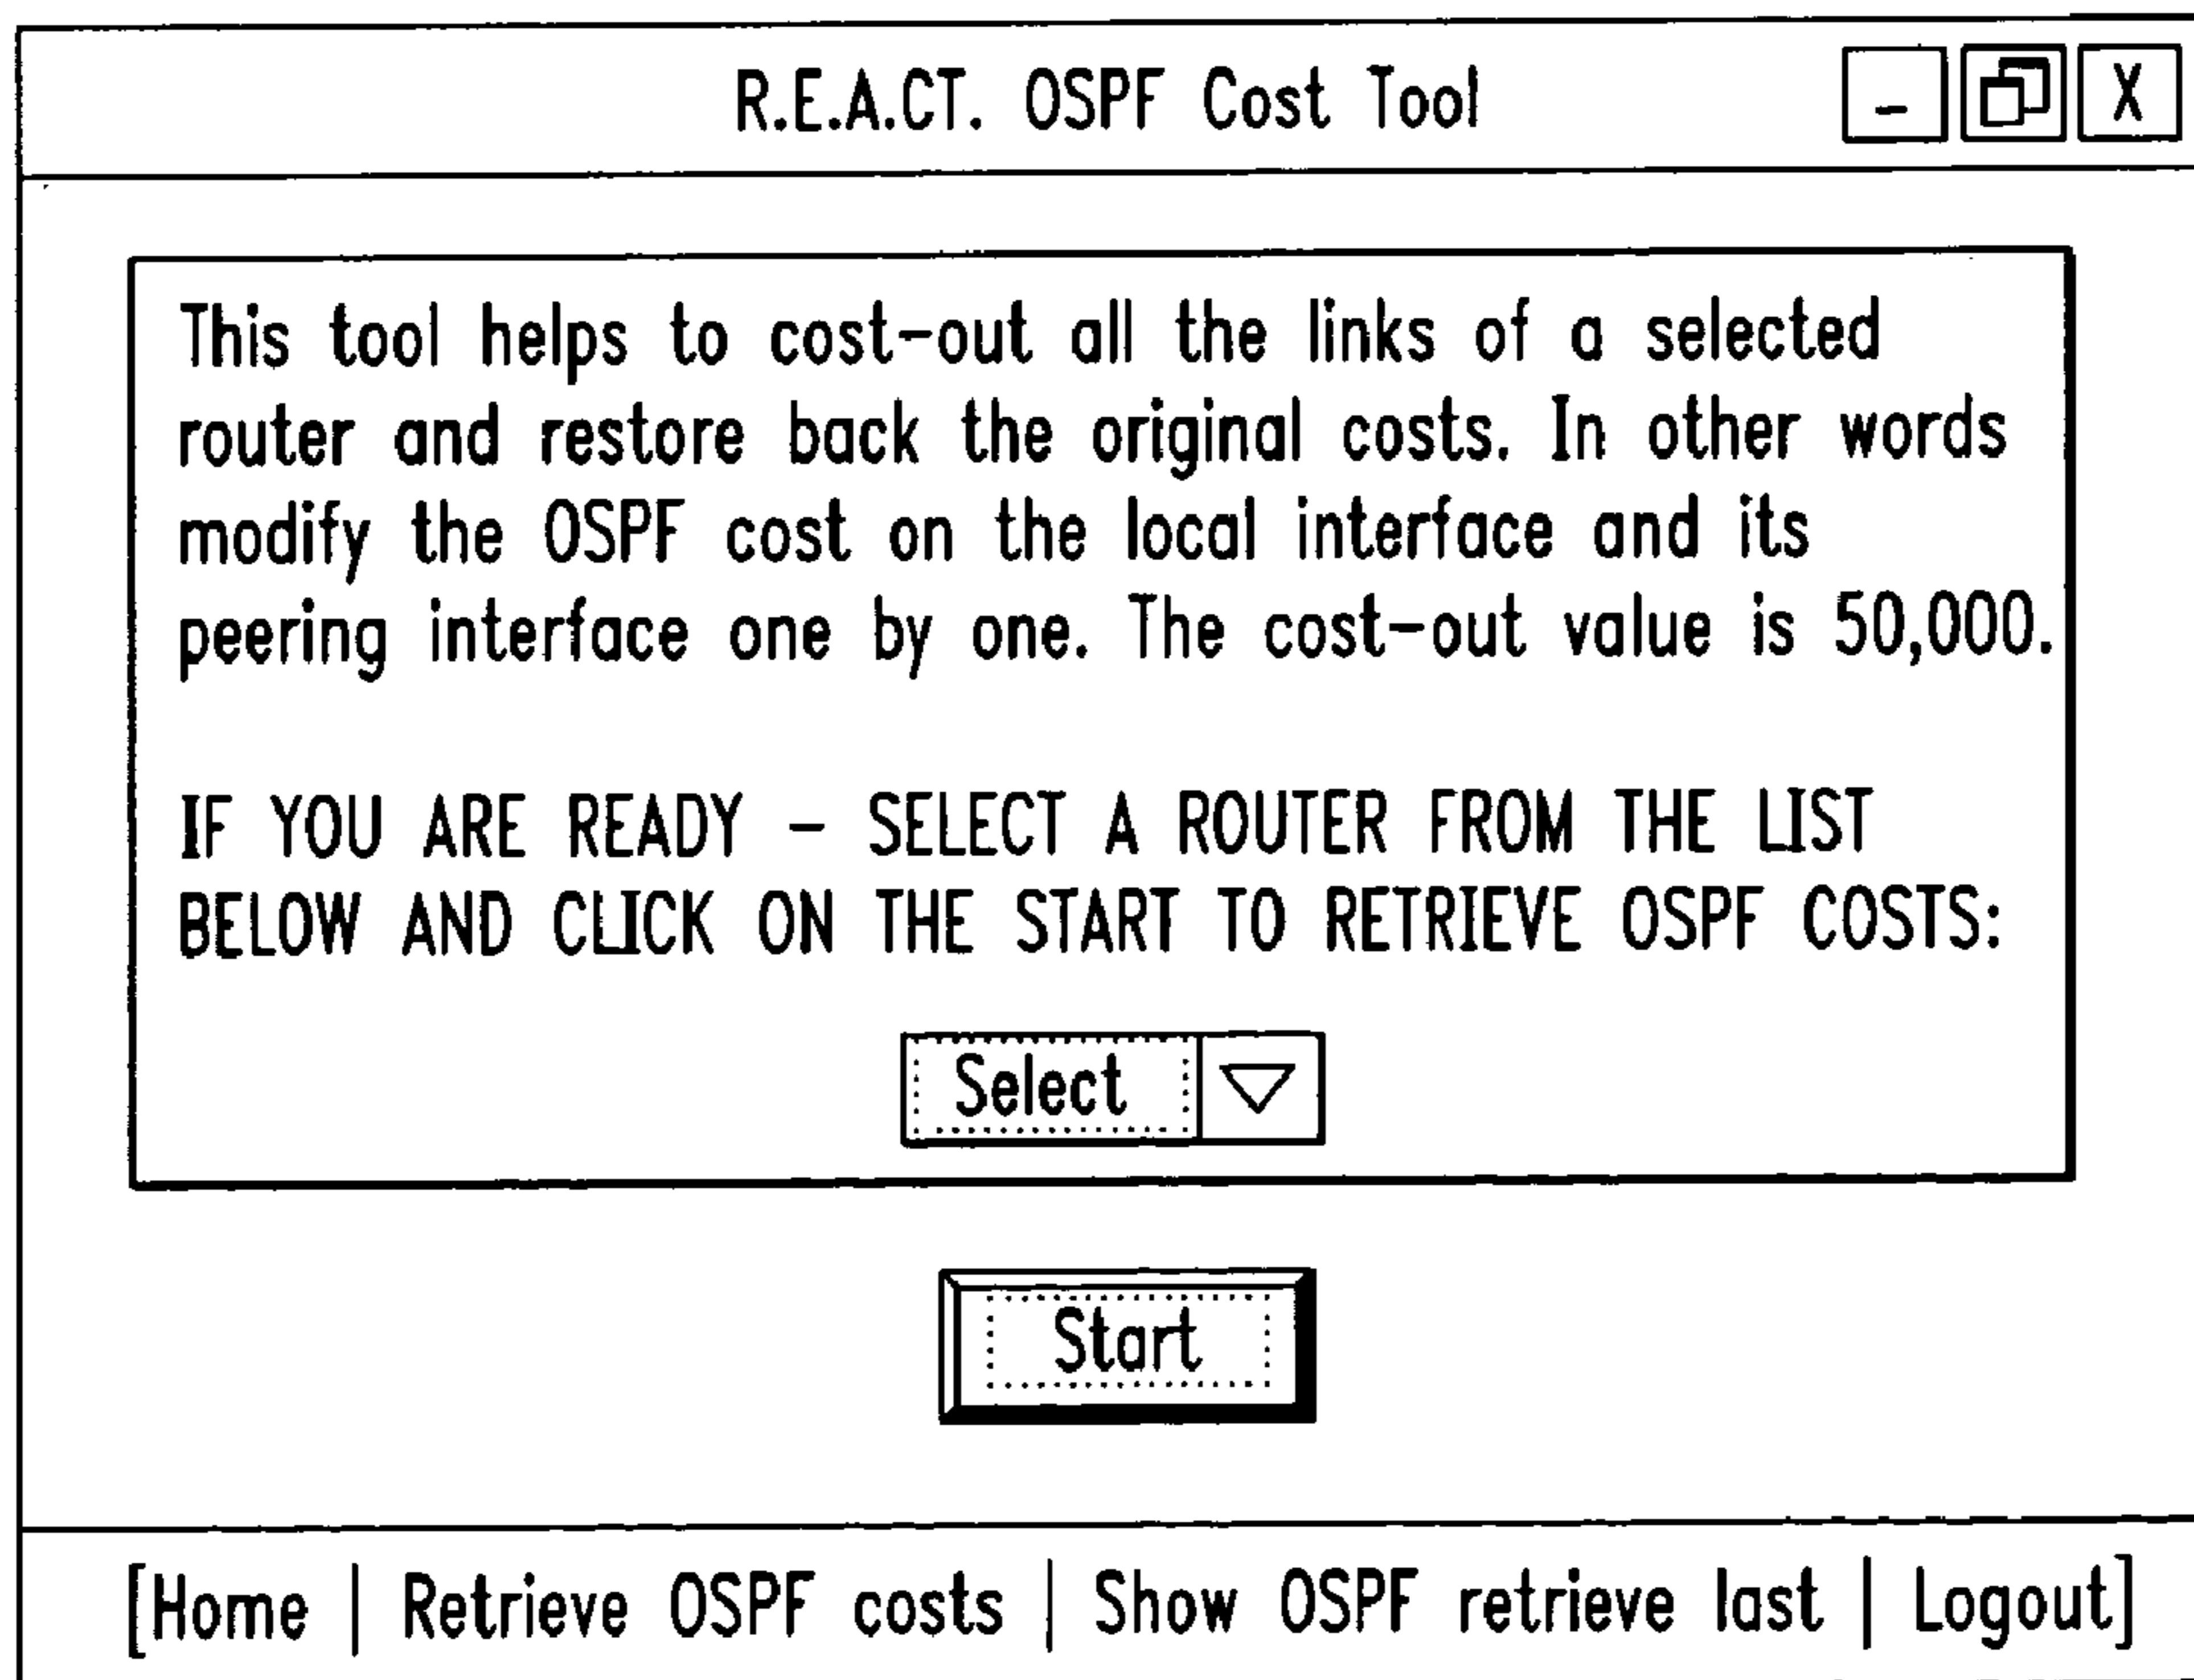 R.E.A.CT. OSPF Cost Tool
This tool helps to cost-out all the links of a selected
router and restore back the original costs. In other words
modify the OSPF cost on the local interface and its
peering interface one by one. The cost-out value is 50,000.
IF YOU ARE READY – SELECT A ROUTER FROM THE LIST
BELOW AND CLICK ON THE START TO RETRIEVE OSPF COSTS:
Select
Start
[Home | Retrieve OSPF costs | Show OSPF retrieve last | Logout]